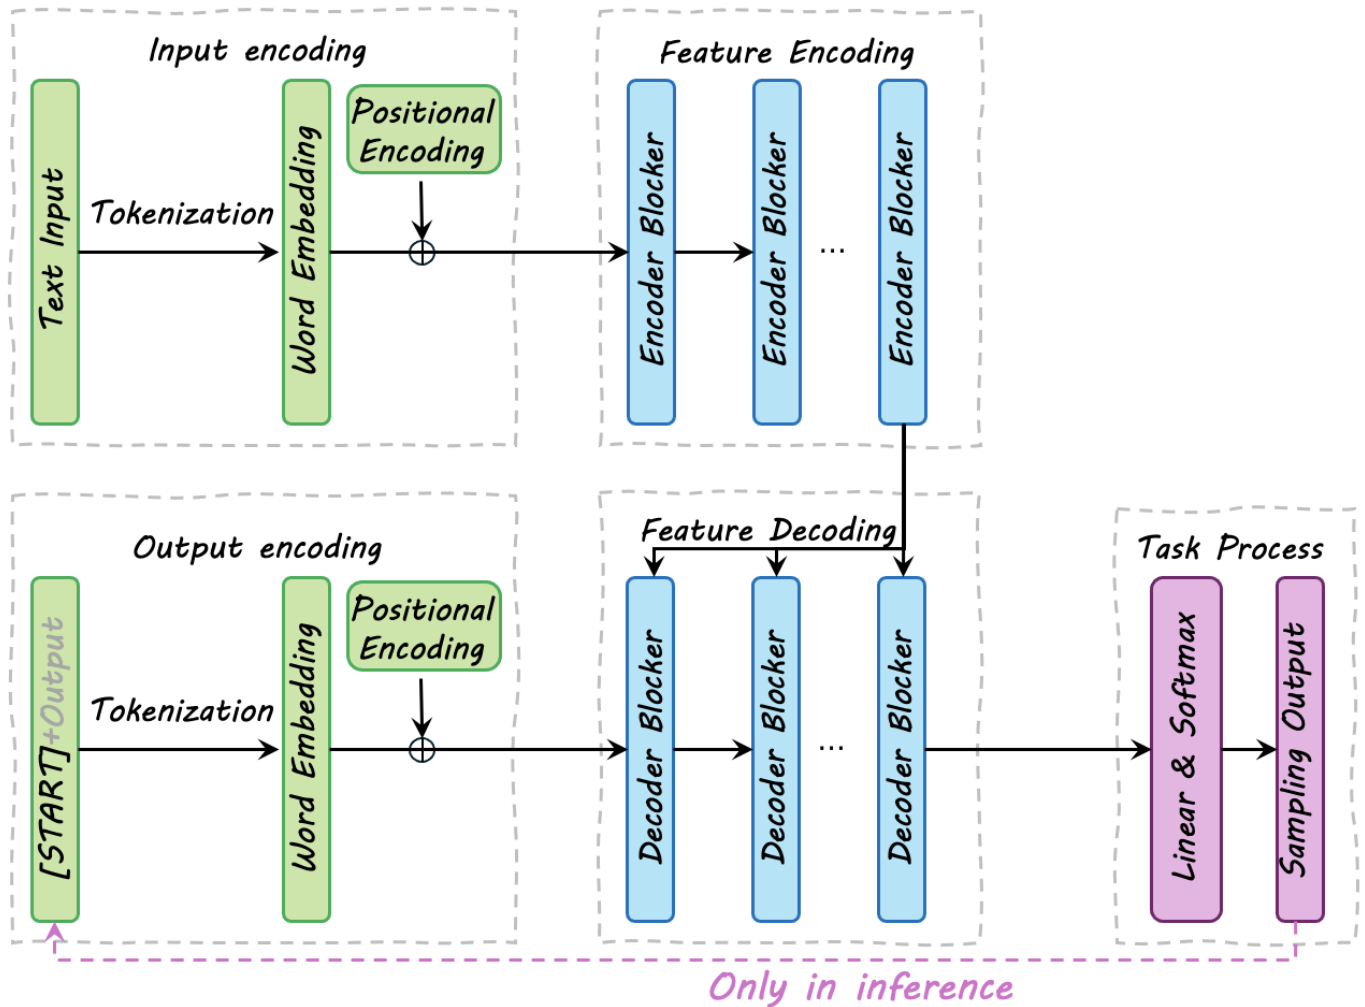 Input encoding
Text Input
Tokenization
Word Embedding
Positional
Encoding
Feature Encoding
Encoder Blocker
Encoder Blocker
...
Encoder Blocker
Output encoding
[START]+Output
Tokenization
Word Embedding
Positional
Encoding
Feature Decoding
Decoder Blocker
Decoder Blocker
...
Decoder Blocker
Task Process
Linear & Softmax
Sampling Output
Only in inference